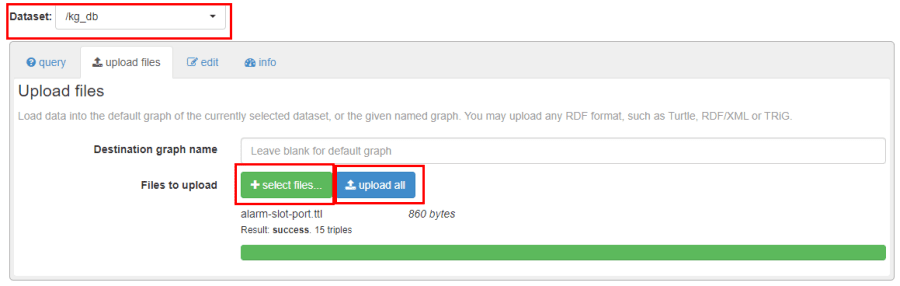 Dataset: /kg_db
query upload files edit info
Upload files
Load data into the default graph of the currently selected dataset, or the given named graph. You may upload any RDF format, such as Turtle, RDF/XML or TRiG.
Destination graph name Leave blank for default graph
Files to upload + select files... upload all
alarm-slot-port.ttl 860 bytes
Result: success. 15 triples